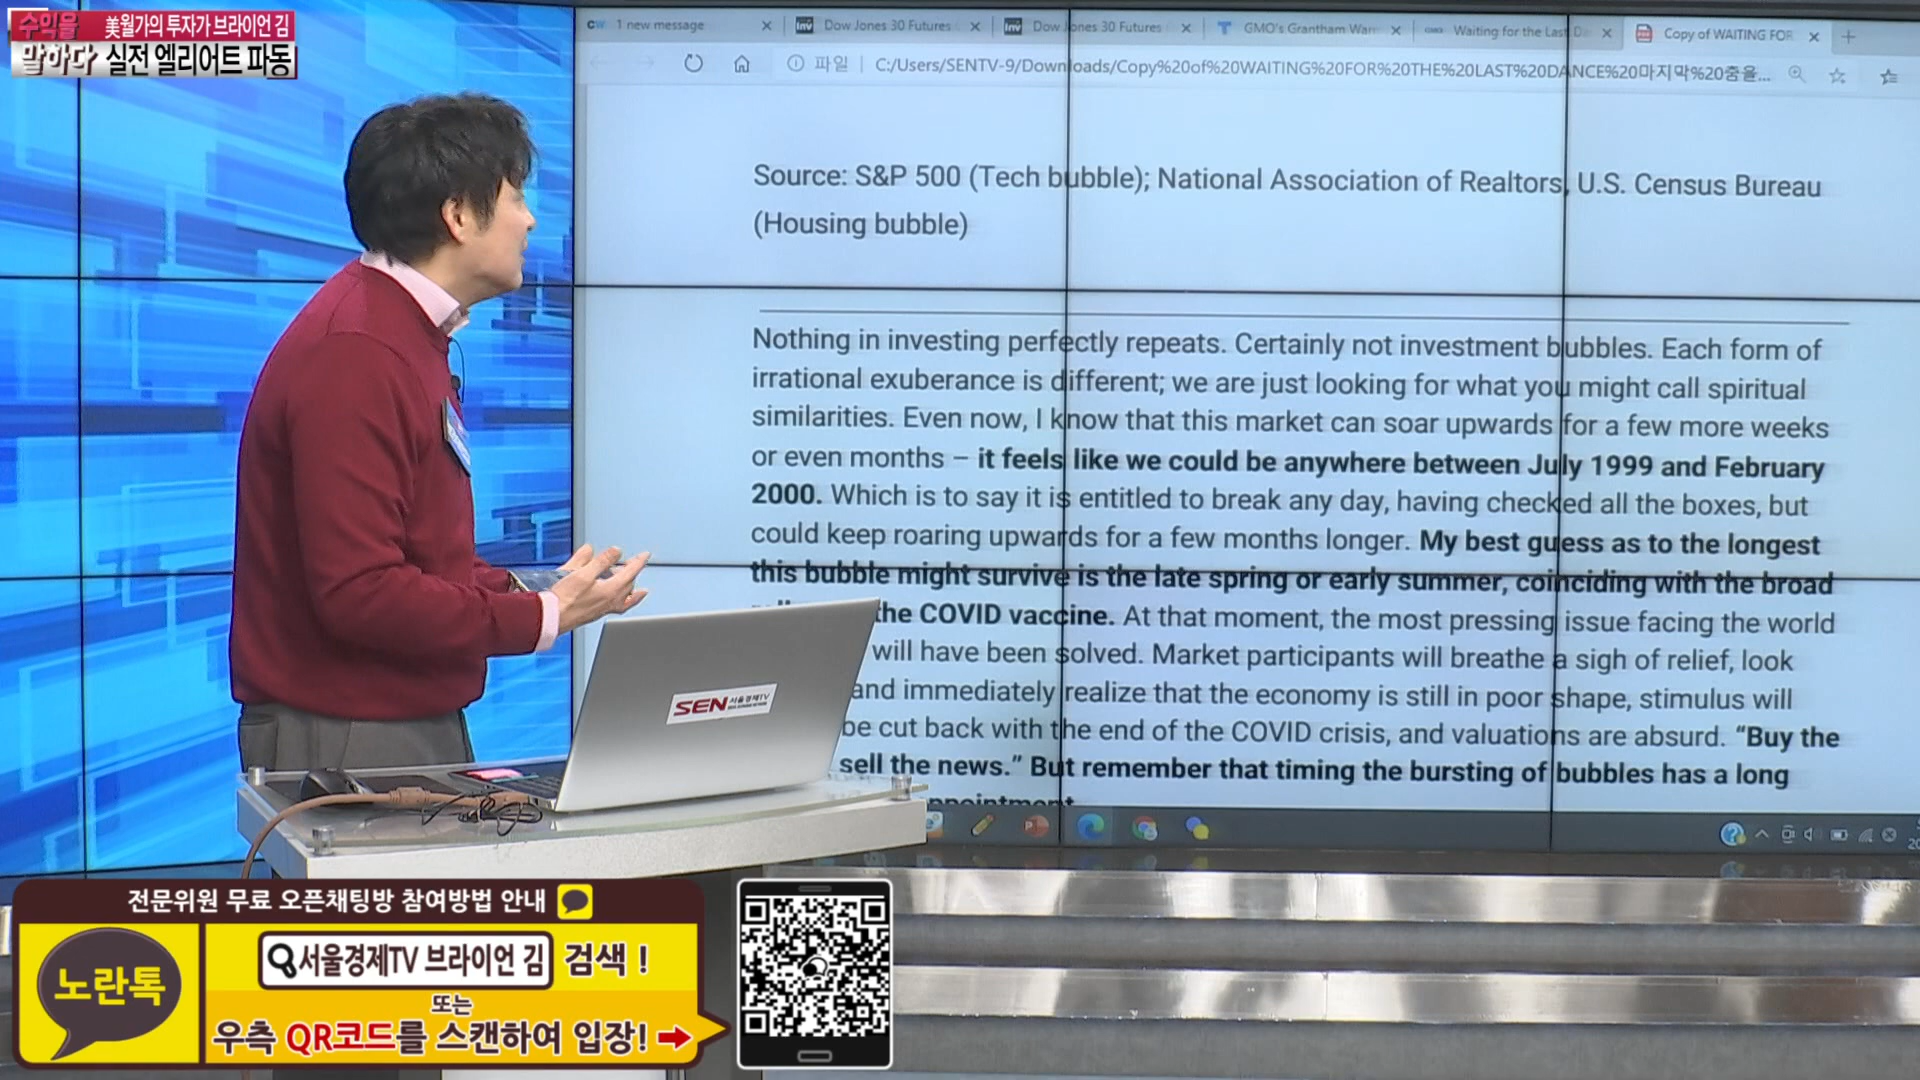 수익을 美월가의 투자가 브라이언 김
말하다 실전 엘리어트 파동
CW 1 new message
Inv Dow Jones 30 Futures
Inv Dow Jones 30 Futures
GMO's Grantham Warn
Waiting for the Last Da
Copy of WAITING FOR
파일 C:/Users/SENTV-9/Downloads/Copy%20of%20WAITING%20FOR%20THE%20LAST%20DANCE%20마지막%20춤을...
Source: S&P 500 (Tech bubble); National Association of Realtors, U.S. Census Bureau
(Housing bubble)
Nothing in investing perfectly repeats. Certainly not investment bubbles. Each form of
irrational exuberance is different; we are just looking for what you might call spiritual
similarities. Even now, I know that this market can soar upwards for a few more weeks
or even months – it feels like we could be anywhere between July 1999 and February
2000. Which is to say it is entitled to break any day, having checked all the boxes, but
could keep roaring upwards for a few months longer. My best guess as to the longest
this bubble might survive is the late spring or early summer, coinciding with the broad
the COVID vaccine. At that moment, the most pressing issue facing the world
will have been solved. Market participants will breathe a sigh of relief, look
and immediately realize that the economy is still in poor shape, stimulus will
be cut back with the end of the COVID crisis, and valuations are absurd. “Buy the
sell the news.” But remember that timing the bursting of bubbles has a long
SEN 서울경제TV
전문위원 무료 오픈채팅방 참여방법 안내
노란톡
서울경제TV 브라이언 김 검색 !
또는
우측 QR코드를 스캔하여 입장!